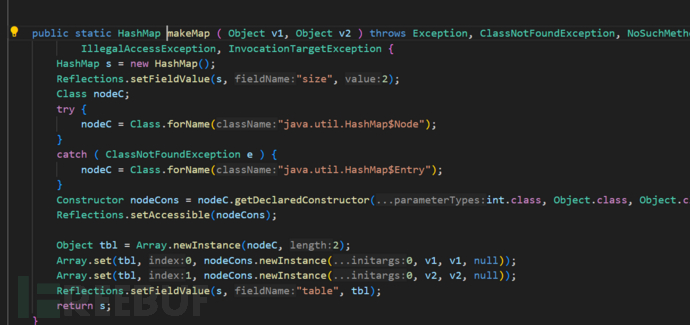 public static HashMap makeMap ( Object v1, Object v2 ) throws Exception, ClassNotFoundException, NoSuchMeth
IllegalAccessException, InvocationTargetException {
HashMap s = new HashMap();
Reflections.setFieldValue(s, fieldName:"size", value:2);
Class nodeC;
try {
nodeC = Class.forName(className:"java.util.HashMap$Node");
}
catch ( ClassNotFoundException e ) {
nodeC = Class.forName(className:"java.util.HashMap$Entry");
}
Constructor nodeCons = nodeC.getDeclaredConstructor(...parameterTypes:int.class, Object.class, Object.c
Reflections.setAccessible(nodeCons);
Object tbl = Array.newInstance(nodeC, length:2);
Array.set(tbl, index:0, nodeCons.newInstance(...initargs:0, v1, v1, null));
Array.set(tbl, index:1, nodeCons.newInstance(...initargs:0, v2, v2, null));
Reflections.setFieldValue(s, fieldName:"table", tbl);
return s;
}
FREEBUF